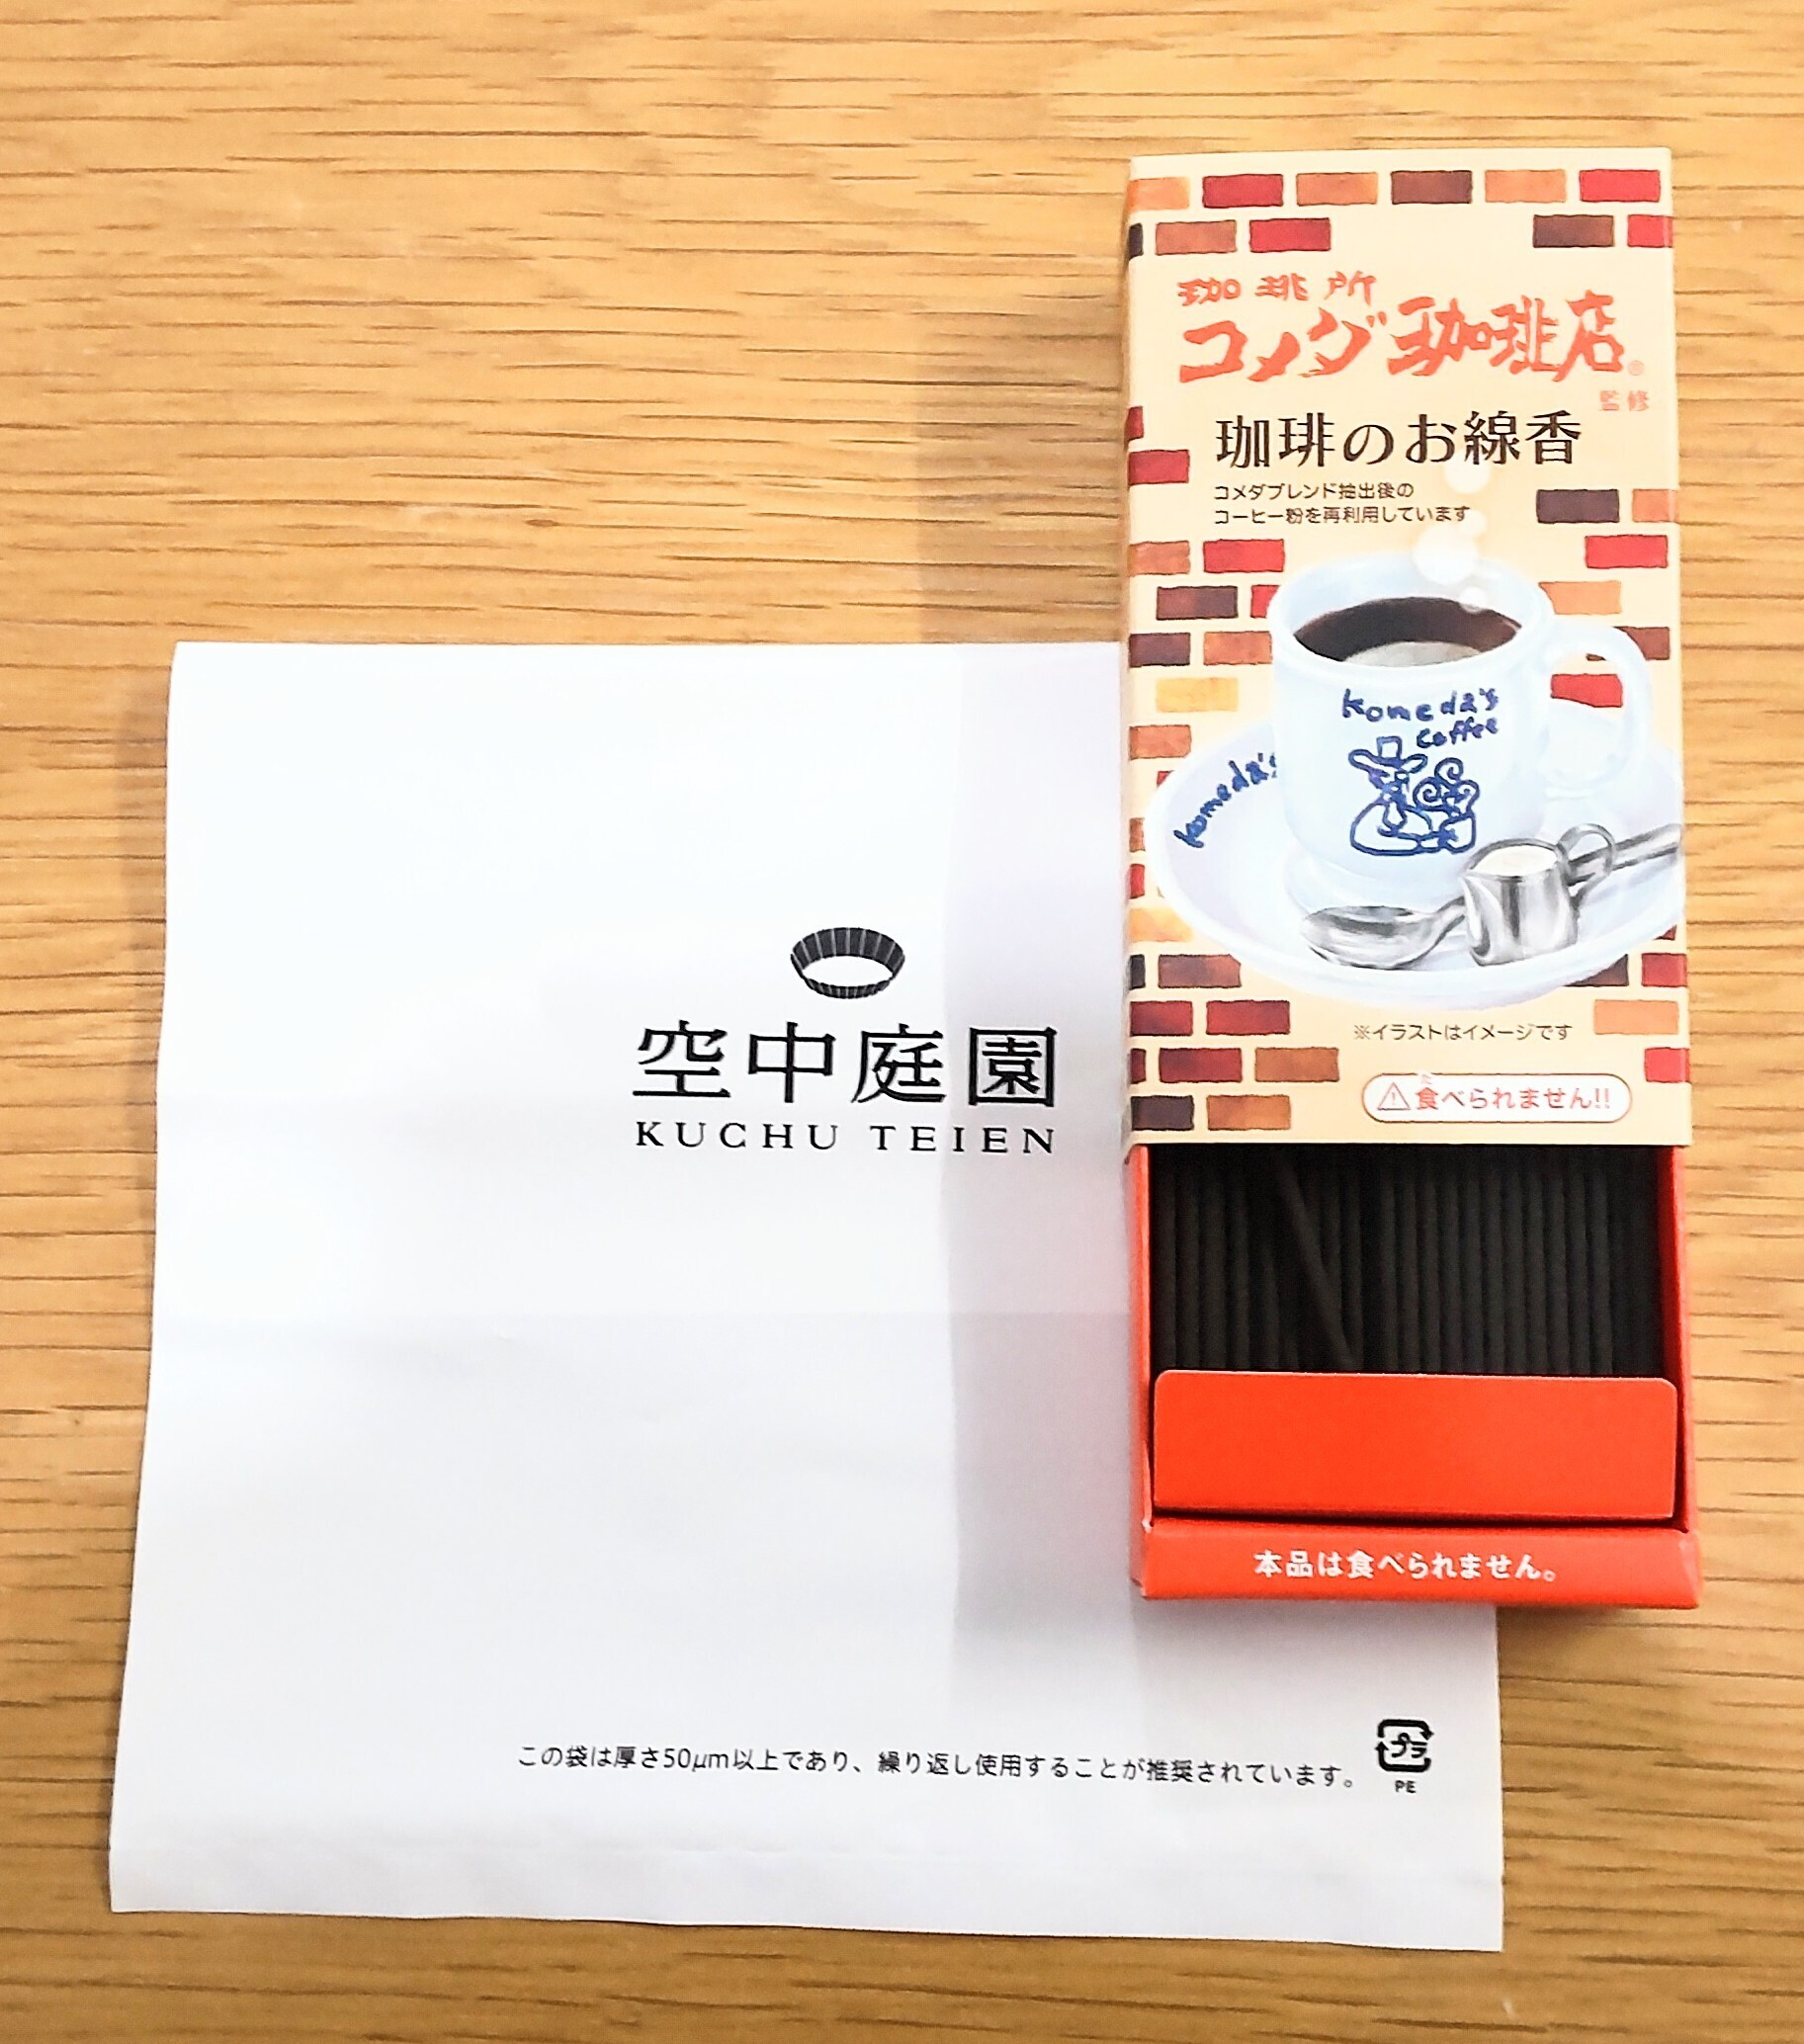 珈琲所
コメダ珈琲店®
監修
珈琲のお線香
コメダブレンド抽出後の
コーヒー粉を再利用しています
komeda's
coffee
komeda's
※イラストはイメージです
⚠食べられません!!
本品は食べられません。
空中庭園
KUCHU TEIEN
この袋は厚さ50μm以上であり、繰り返し使用することが推奨されています。
プラ
PE